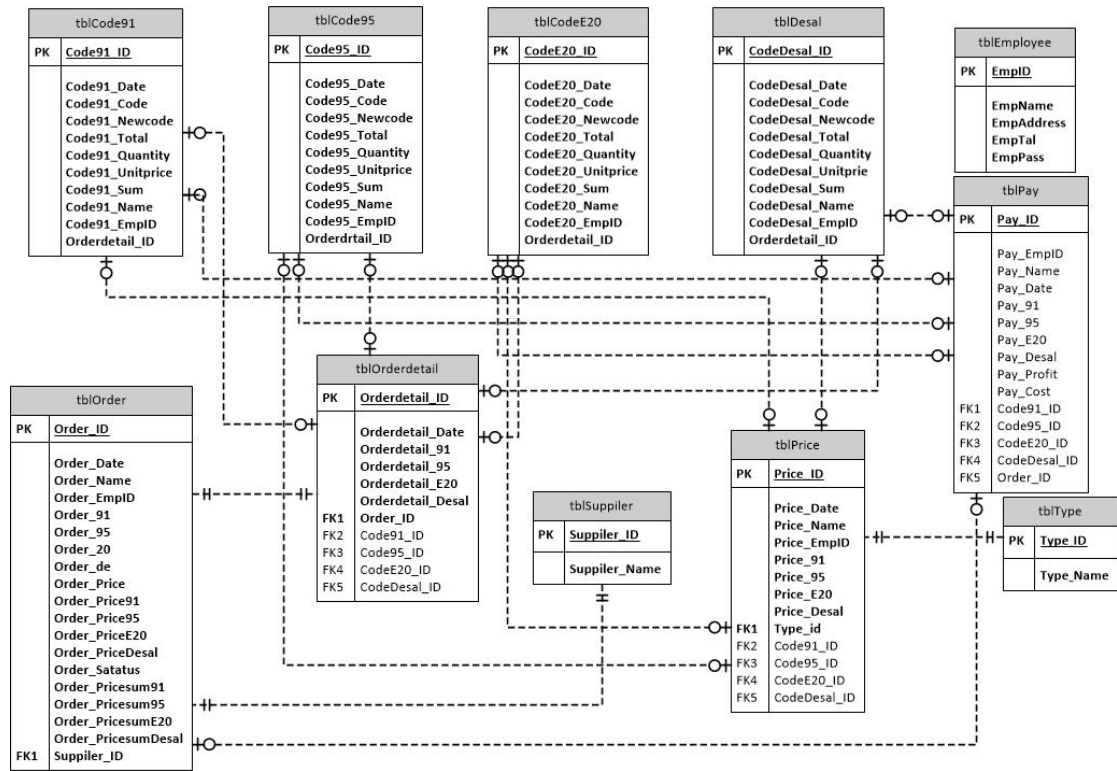 tblCode91
PK Code91_ID
Code91_Date
Code91_Code
Code91_Newcode
Code91_Total
Code91_Quantity
Code91_Unitprice
Code91_Sum
Code91_Name
Code91_EmpID
Orderdetail_ID
tblCode95
PK Code95_ID
Code95_Date
Code95_Code
Code95_Newcode
Code95_Total
Code95_Quantity
Code95_Unitprice
Code95_Sum
Code95_Name
Code95_EmpID
Orderdrtail_ID
tblCodeE20
PK CodeE20_ID
CodeE20_Date
CodeE20_Code
CodeE20_Newcode
CodeE20_Total
CodeE20_Quantity
CodeE20_Unitprice
CodeE20_Sum
CodeE20_Name
CodeE20_EmpID
Orderdetail_ID
tblDesal
PK CodeDesal_ID
CodeDesal_Date
CodeDesal_Code
CodeDesal_Newcode
CodeDesal_Total
CodeDesal_Quantity
CodeDesal_Unitprie
CodeDesal_Sum
CodeDesal_Name
CodeDesal_EmpID
Orderdetail_ID
tblEmployee
PK EmpID
EmpName
EmpAddress
EmpTal
EmpPass
tblPay
PK Pay_ID
Pay_EmpID
Pay_Name
Pay_Date
Pay_91
Pay_95
Pay_E20
Pay_Desal
Pay_Profit
Pay_Cost
FK1 Code91_ID
FK2 Code95_ID
FK3 CodeE20_ID
FK4 CodeDesal_ID
FK5 Order_ID
tblOrder
PK Order_ID
Order_Date
Order_Name
Order_EmpID
Order_91
Order_95
Order_20
Order_de
Order_Price
Order_Price91
Order_Price95
Order_PriceE20
Order_PriceDesal
Order_Satatus
Order_Pricesum91
Order_Pricesum95
Order_PricesumE20
Order_PricesumDesal
FK1 Suppiler_ID
tblOrderdetail
PK Orderdetail_ID
Orderdetail_Date
Orderdetail_91
Orderdetail_95
Orderdetail_E20
Orderdetail_Desal
FK1 Order_ID
FK2 Code91_ID
FK3 Code95_ID
FK4 CodeE20_ID
FK5 CodeDesal_ID
tblSuppiler
PK Suppiler_ID
Suppiler_Name
tblPrice
PK Price_ID
Price_Date
Price_Name
Price_EmpID
Price_91
Price_95
Price_E20
Price_Desal
FK1 Type_id
FK2 Code91_ID
FK3 Code95_ID
FK4 CodeE20_ID
FK5 CodeDesal_ID
tblType
PK Type_ID
Type_Name